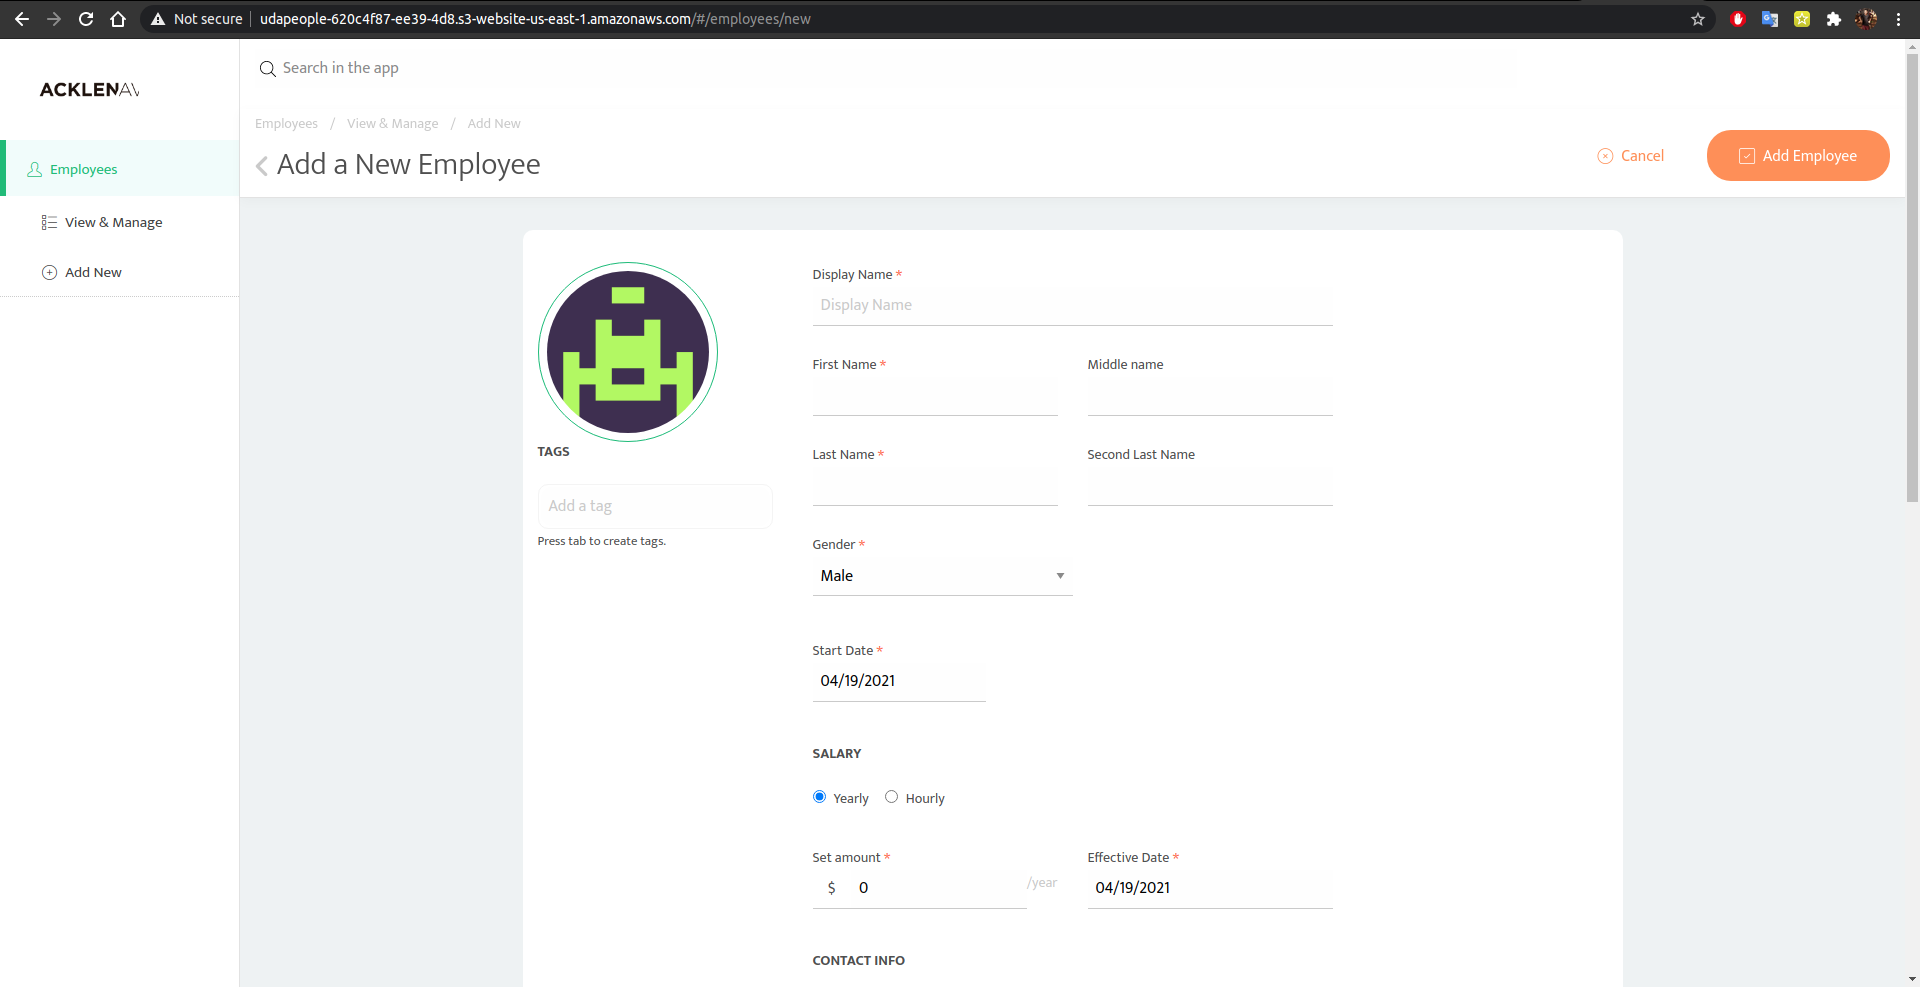 Not secure udapeople-620c4f87-ee39-4d8.s3-website-us-east-1.amazonaws.com/#/employees/new
ACKLENAV
Search in the app
Employees / View & Manage / Add New
Add a New Employee
Cancel
Add Employee
Employees
View & Manage
Add New
TAGS
Add a tag
Press tab to create tags.
Display Name *
Display Name
First Name * Middle name
Last Name * Second Last Name
Gender *
Male
Start Date *
04/19/2021
SALARY
Yearly Hourly
Set amount * Effective Date *
$ 0 /year 04/19/2021
CONTACT INFO